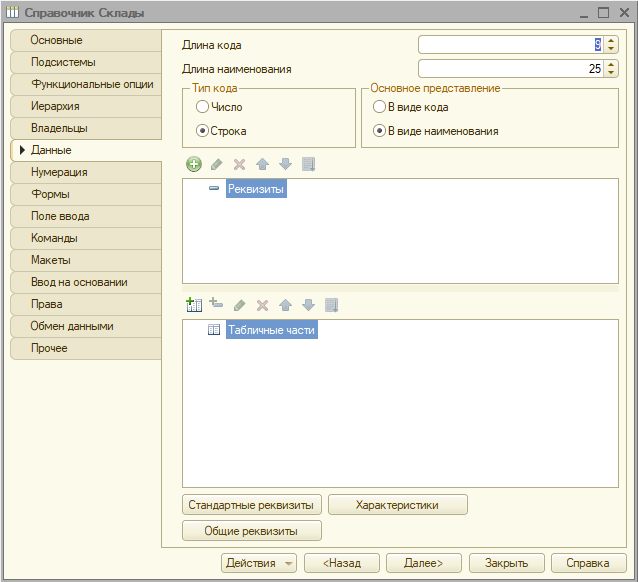 Справочник Склады
Основные
Подсистемы
Функциональные опции
Иерархия
Владельцы
Данные
Нумерация
Формы
Поле ввода
Команды
Макеты
Ввод на основании
Права
Обмен данными
Прочее
Длина кода 9
Длина наименования 25
Тип кода
Число
Строка
Основное представление
В виде кода
В виде наименования
Реквизиты
Табличные части
Стандартные реквизиты Характеристики
Общие реквизиты
Действия <Назад Далее> Закрыть Справка